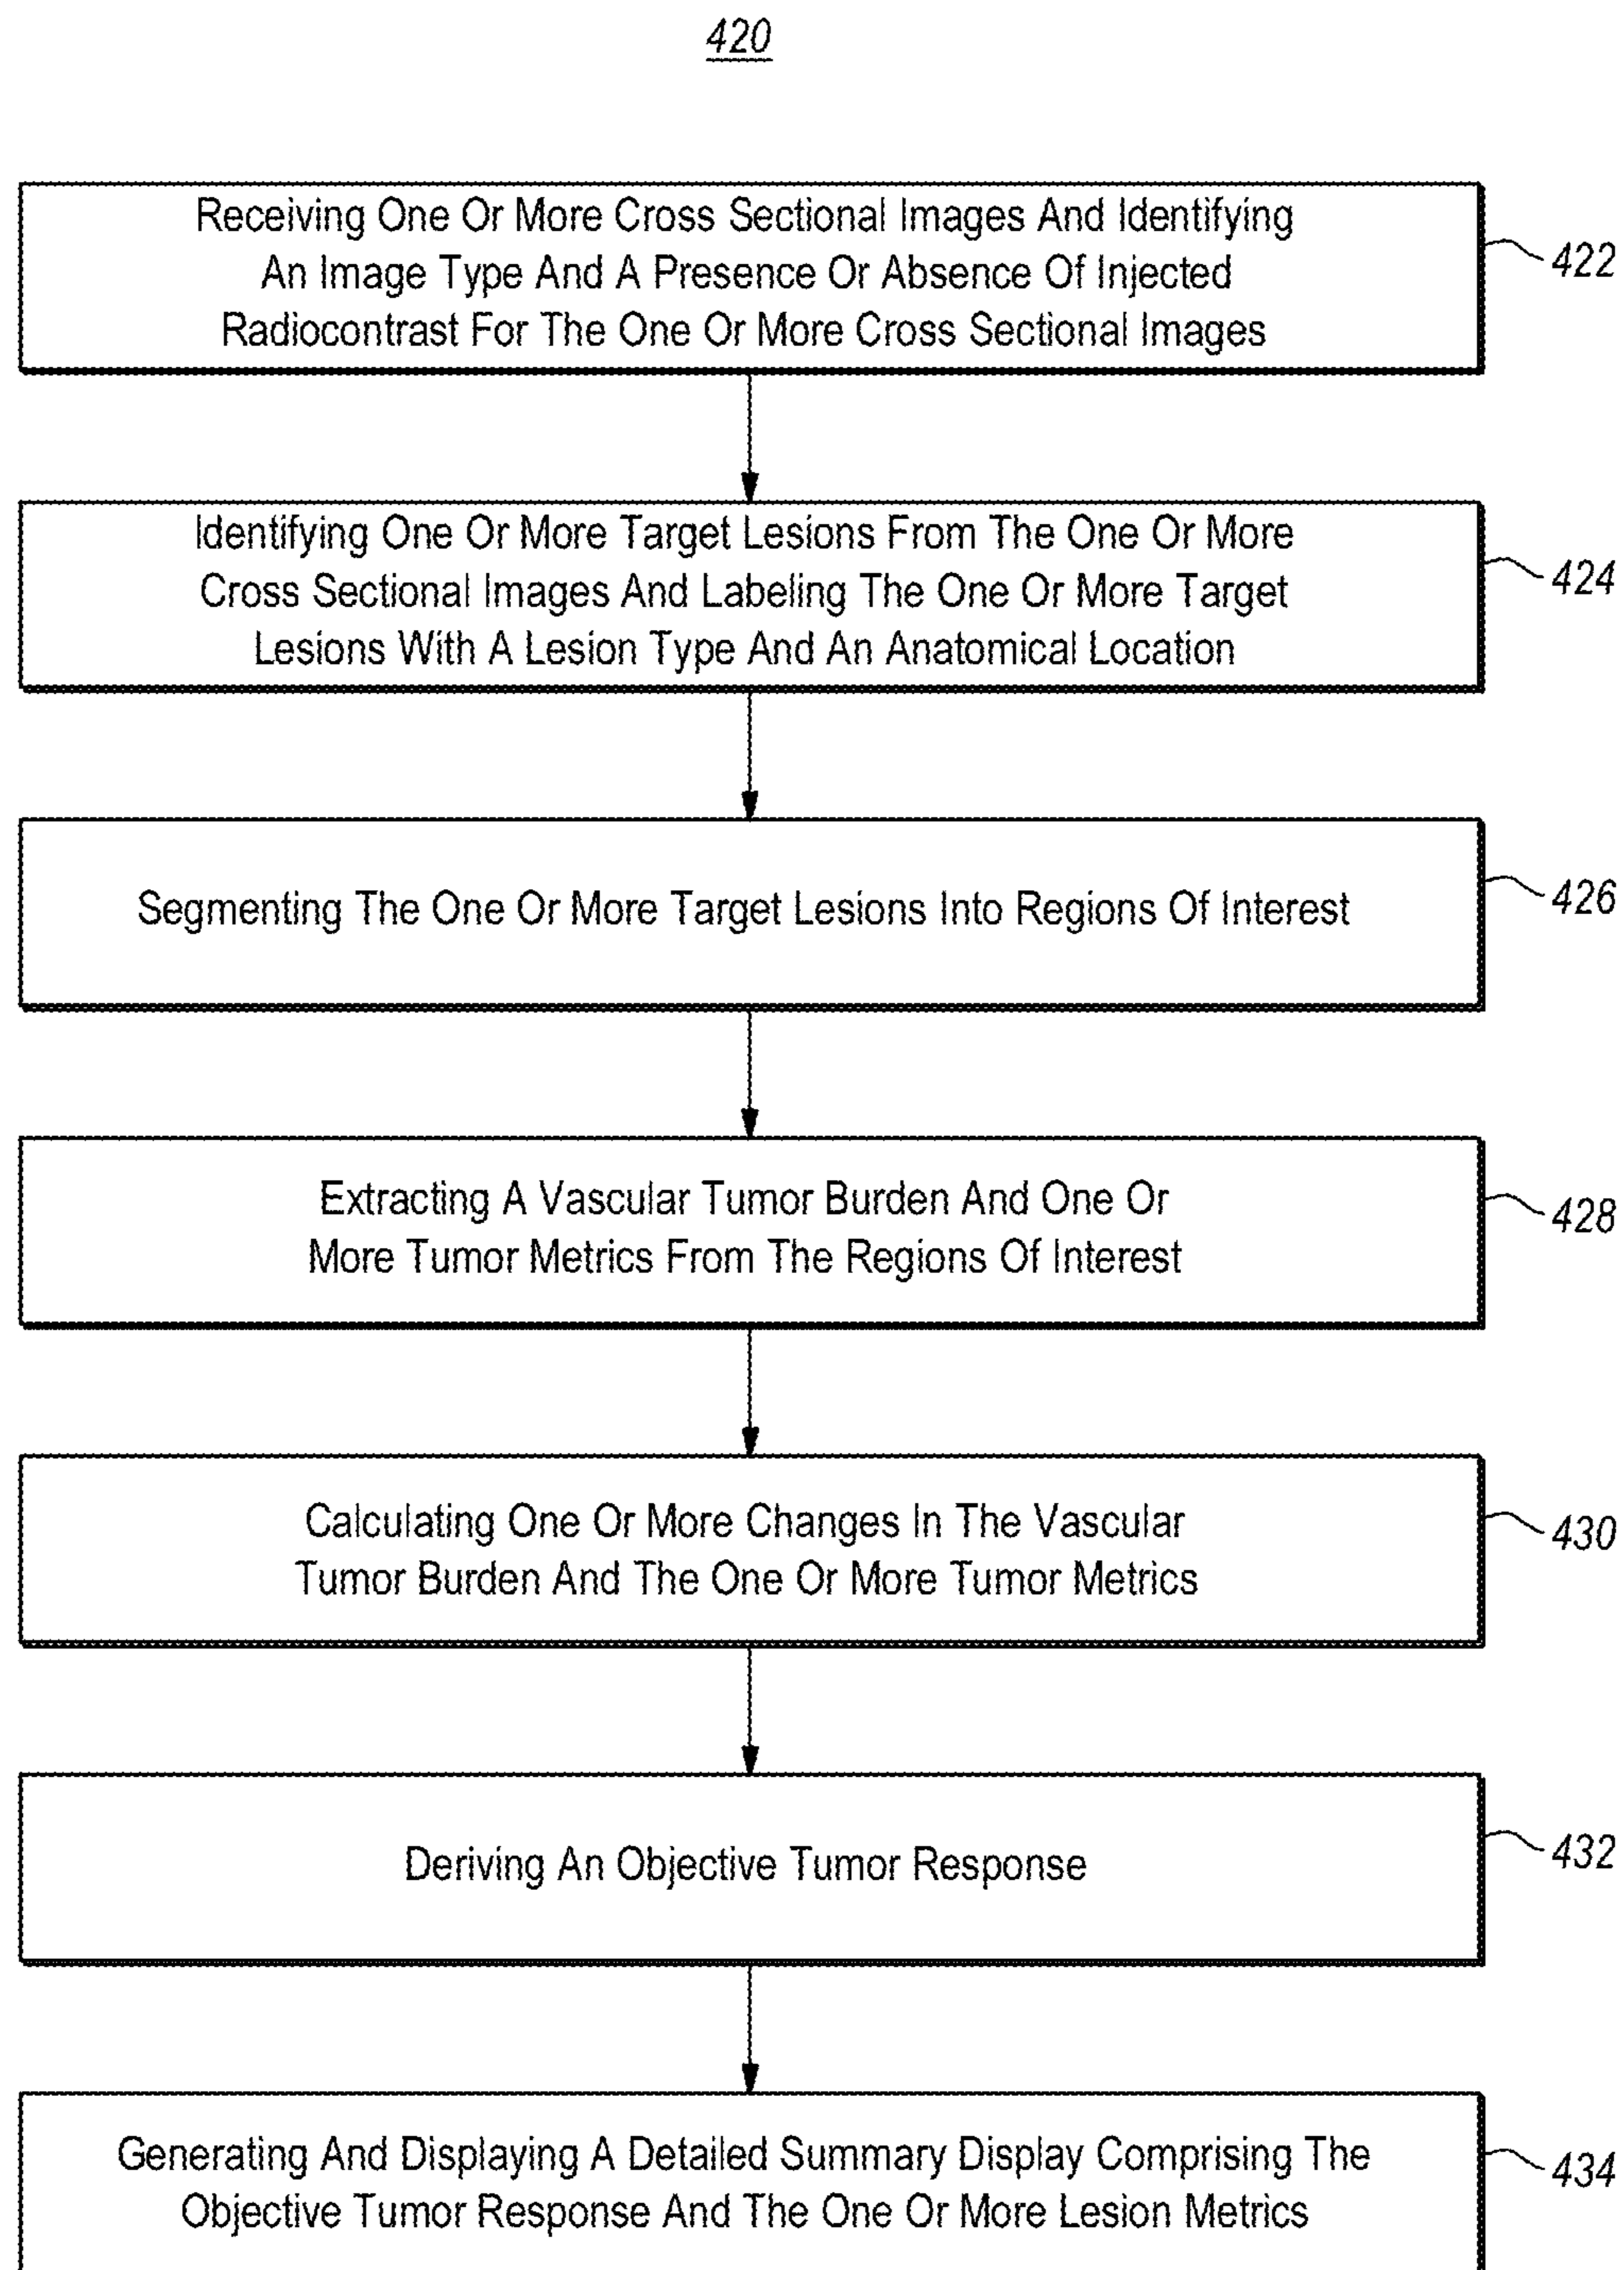 420
Receiving One Or More Cross Sectional Images And Identifying
An Image Type And A Presence Or Absence Of Injected
Radiocontrast For The One Or More Cross Sectional Images
422
Identifying One Or More Target Lesions From The One Or More
Cross Sectional Images And Labeling The One Or More Target
Lesions With A Lesion Type And An Anatomical Location
424
Segmenting The One Or More Target Lesions Into Regions Of Interest
426
Extracting A Vascular Tumor Burden And One Or
More Tumor Metrics From The Regions Of Interest
428
Calculating One Or More Changes In The Vascular
Tumor Burden And The One Or More Tumor Metrics
430
Deriving An Objective Tumor Response
432
Generating And Displaying A Detailed Summary Display Comprising The
Objective Tumor Response And The One Or More Lesion Metrics
434